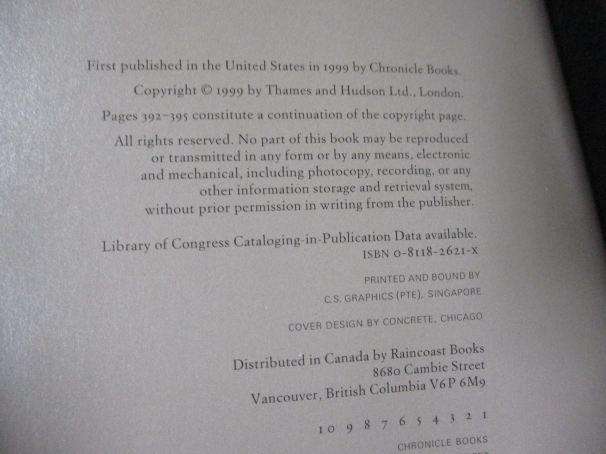 First published in the United States in 1999 by Chronicle Books.
Copyright © 1999 by Thames and Hudson Ltd., London.
Pages 392–395 constitute a continuation of the copyright page.
All rights reserved. No part of this book may be reproduced
or transmitted in any form or by any means, electronic
and mechanical, including photocopy, recording, or any
other information storage and retrieval system,
without prior permission in writing from the publisher.
Library of Congress Cataloging-in-Publication Data available.
ISBN 0-8118-2621-X
PRINTED AND BOUND BY
C.S. GRAPHICS (PTE), SINGAPORE
COVER DESIGN BY CONCRETE, CHICAGO
Distributed in Canada by Raincoast Books
8680 Cambie Street
Vancouver, British Columbia V6P 6M9
10 9 8 7 6 5 4 3 2 1
CHRONICLE BOOKS